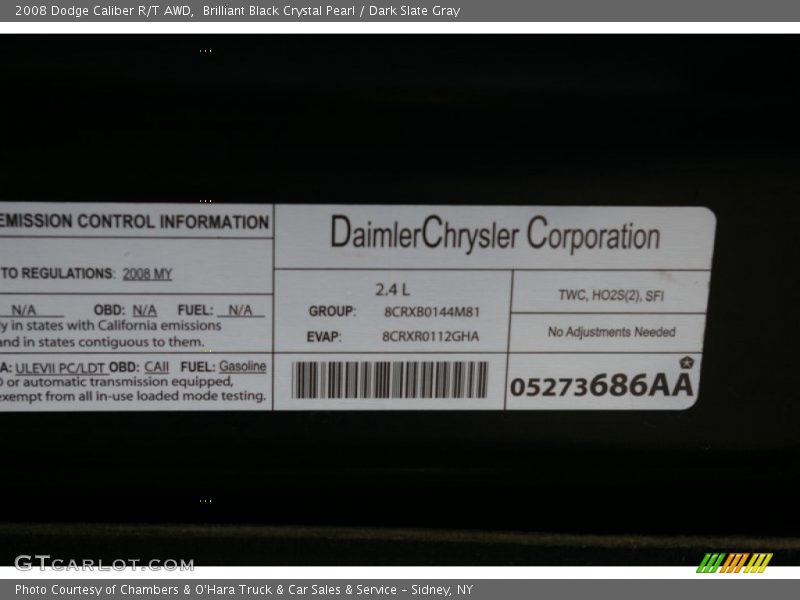 2008 Dodge Caliber R/T AWD,  Brilliant Black Crystal Pearl / Dark Slate Gray
EMISSION CONTROL INFORMATION
TO REGULATIONS: 2008 MY
N/A OBD: N/A FUEL: N/A
y in states with California emissions
and in states contiguous to them.
A: ULEVII PC/LDT OBD: CAII FUEL: Gasoline
D or automatic transmission equipped,
exempt from all in-use loaded mode testing.
DaimlerChrysler Corporation
2.4 L
GROUP: 8CRXB0144M81
EVAP: 8CRXR0112GHA
TWC, HO2S(2), SFI
No Adjustments Needed
05273686AA
GTCARLOT.COM
Photo Courtesy of Chambers & O'Hara Truck & Car Sales & Service - Sidney, NY